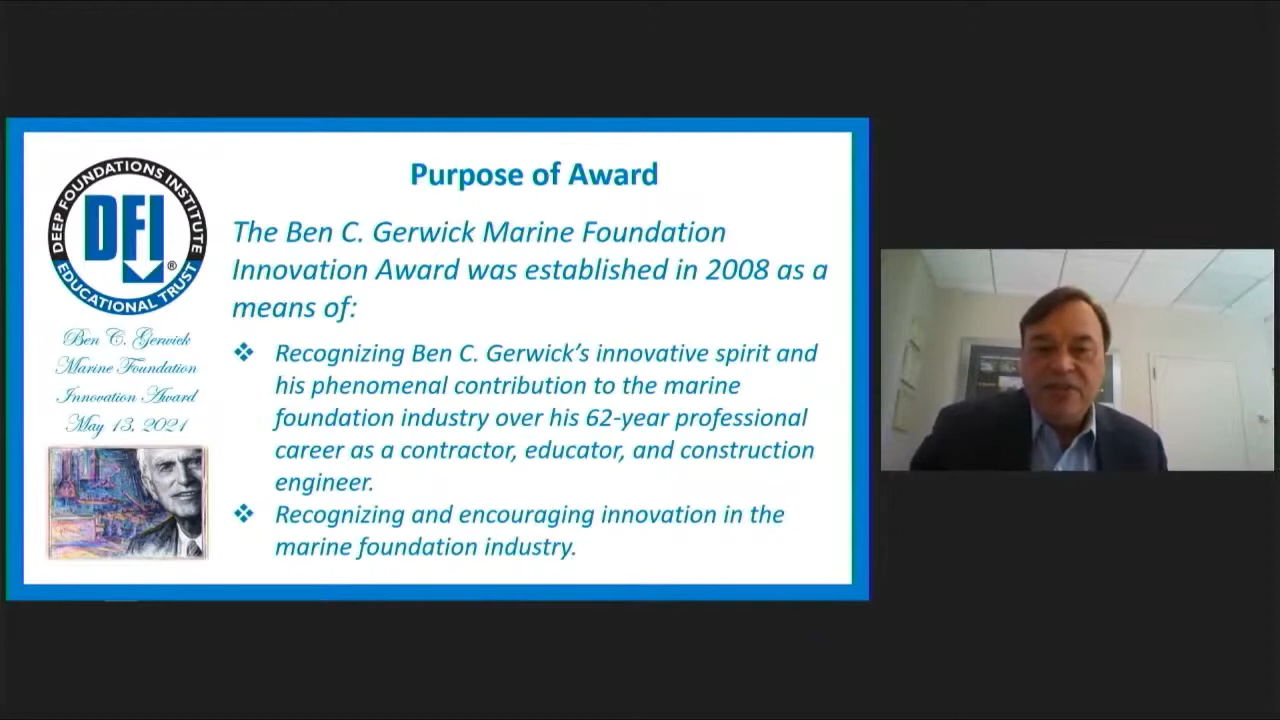 DEEP FOUNDATIONS INSTITUTE
DFI
®
EDUCATIONAL TRUST
Ben C. Gerwick
Marine Foundation
Innovation Award
May 13, 2021
Purpose of Award
The Ben C. Gerwick Marine Foundation
Innovation Award was established in 2008 as a
means of:
❖ Recognizing Ben C. Gerwick’s innovative spirit and
his phenomenal contribution to the marine
foundation industry over his 62-year professional
career as a contractor, educator, and construction
engineer.
❖ Recognizing and encouraging innovation in the
marine foundation industry.